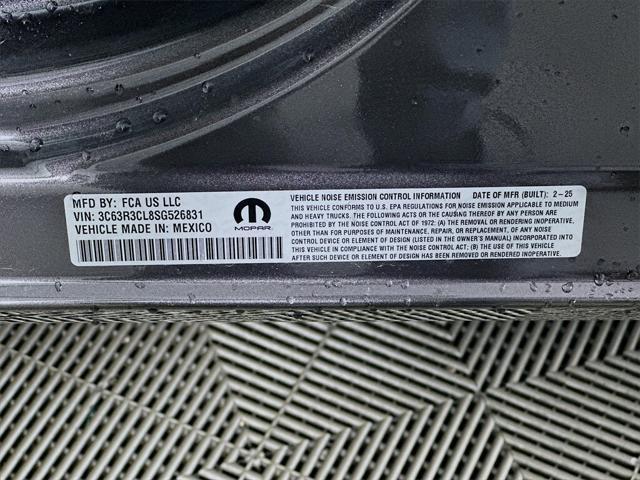 MFD BY: FCA US LLC
VIN: 3C63R3CL8SG526831
VEHICLE MADE IN: MEXICO
MOPAR
VEHICLE NOISE EMISSION CONTROL INFORMATION DATE OF MFR (BUILT): 2-25
THIS VEHICLE CONFORMS TO U.S. EPA REGULATIONS FOR NOISE EMISSION APPLICABLE TO MEDIUM
AND HEAVY TRUCKS. THE FOLLOWING ACTS OR THE CAUSING THEREOF BY ANY PERSON
ARE PROHIBITED BY THE NOISE CONTROL ACT OF 1972: (A) THE REMOVAL OR RENDERING INOPERATIVE,
OTHER THAN FOR PURPOSES OF MAINTENANCE, REPAIR, OR REPLACEMENT, OF ANY NOISE
CONTROL DEVICE OR ELEMENT OF DESIGN (LISTED IN THE OWNER'S MANUAL) INCORPORATED INTO
THIS VEHICLE IN COMPLIANCE WITH THE NOISE CONTROL ACT; (B) THE USE OF THIS VEHICLE
AFTER SUCH DEVICE OR ELEMENT OF DESIGN HAS BEEN REMOVED OR RENDERED INOPERATIVE.